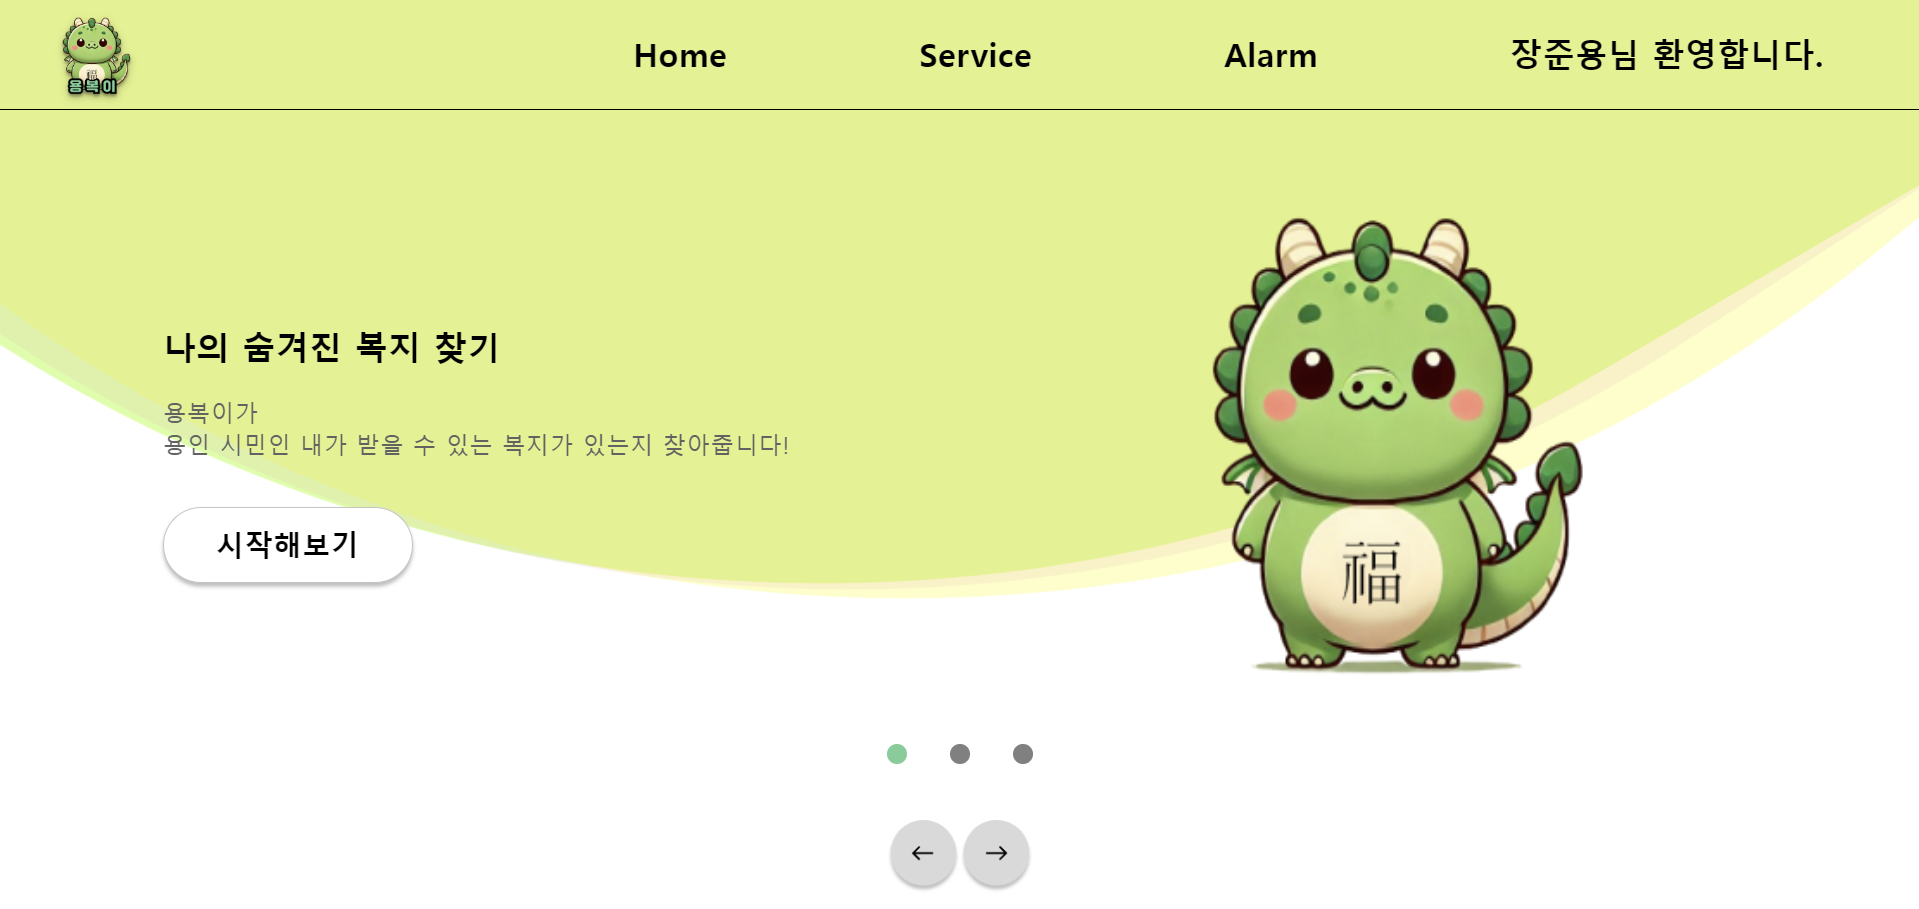 용복이
Home
Service
Alarm
장준용님 환영합니다.
나의 숨겨진 복지 찾기
용복이가
용인 시민인 내가 받을 수 있는 복지가 있는지 찾아줍니다!
시작해보기
福